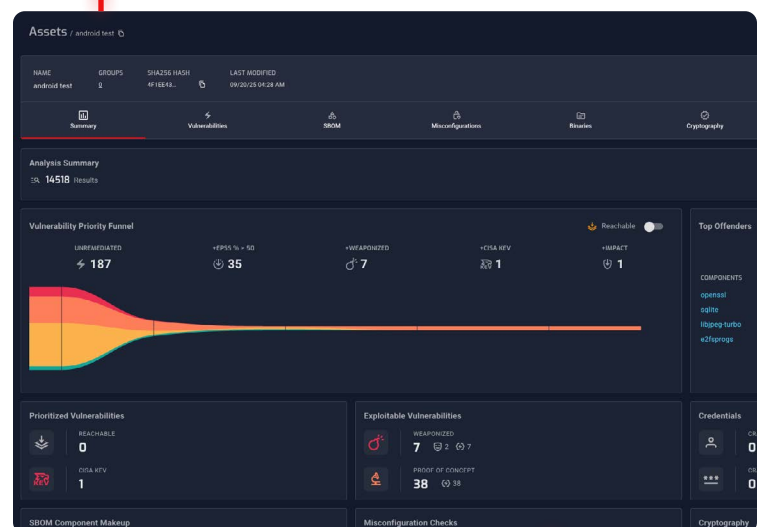 Assets / android test
NAME GROUPS SHA256 HASH LAST MODIFIED
android test 0 4F1EE43... 09/20/25 04:28 AM
Summary Vulnerabilities SBOM Misconfigurations Binaries Cryptography
Analysis Summary
14518 Results
Vulnerability Priority Funnel Reachable
UNREMEDIATED +EPSS % > 50 +WEAPONIZED +CISA KEV +IMPACT
187 35 7 1 1
Top Offenders
COMPONENTS
openssl
sqlite
libjpeg-turbo
e2fsprogs
Prioritized Vulnerabilities
REACHABLE
0
CISA KEV
KEV 1
Exploitable Vulnerabilities
WEAPONIZED
7 2 7
PROOF OF CONCEPT
38 38
Credentials
CR
0
CR
0
SBOM Component Makeup Misconfiguration Checks Cryptography